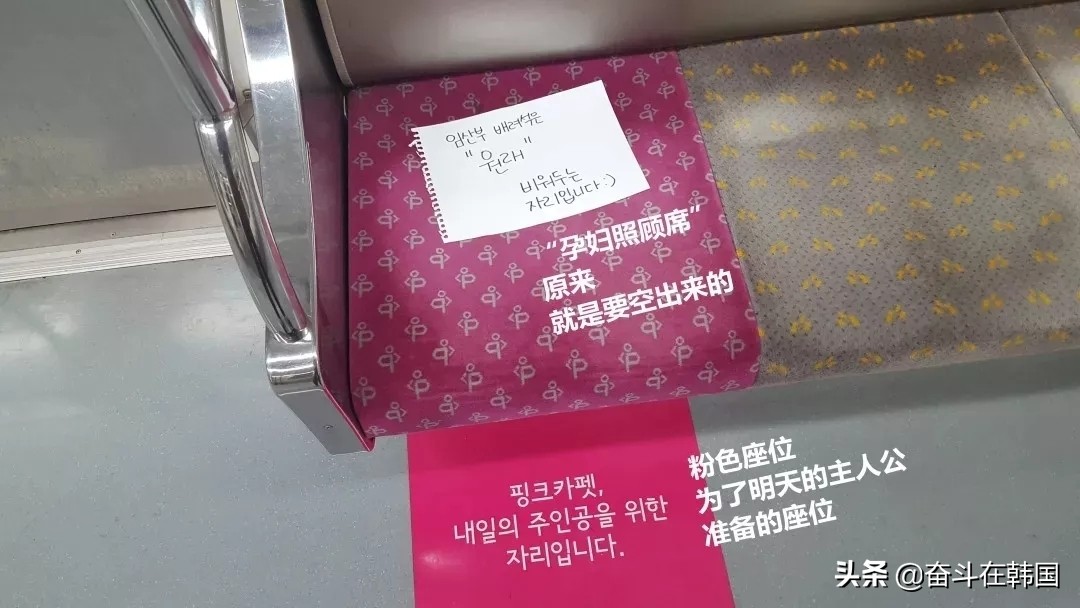 임산부 배려석은
"원래"
비워두는
자리입니다 :)
“孕妇照顾席”
原来
就是要空出来的
핑크카펫,
내일의 주인공을 위한
자리입니다.
粉色座位
为了明天的主人公
准备的座位
头条 @奋斗在韩国